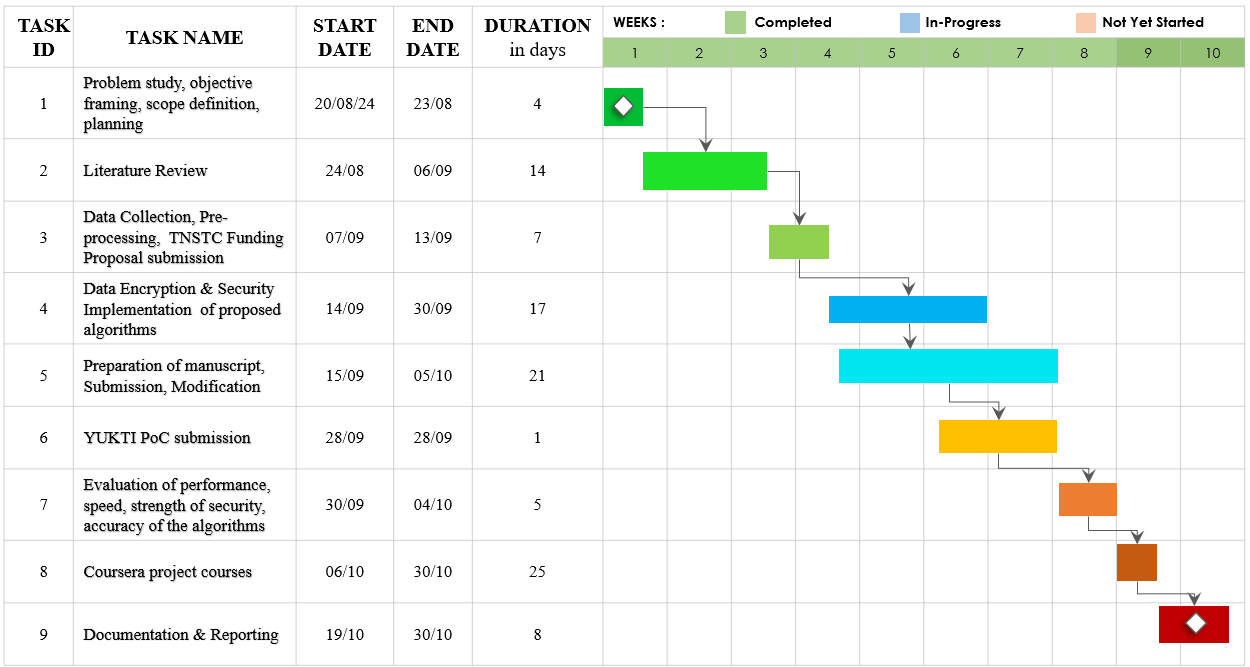 TASK ID TASK NAME START DATE END DATE DURATION in days WEEKS : Completed In-Progress Not Yet Started
1 2 3 4 5 6 7 8 9 10
1 Problem study, objective framing, scope definition, planning 20/08/24 23/08 4
2 Literature Review 24/08 06/09 14
3 Data Collection, Pre-processing, TNSTC Funding Proposal submission 07/09 13/09 7
4 Data Encryption & Security Implementation of proposed algorithms 14/09 30/09 17
5 Preparation of manuscript, Submission, Modification 15/09 05/10 21
6 YUKTI PoC submission 28/09 28/09 1
7 Evaluation of performance, speed, strength of security, accuracy of the algorithms 30/09 04/10 5
8 Coursera project courses 06/10 30/10 25
9 Documentation & Reporting 19/10 30/10 8